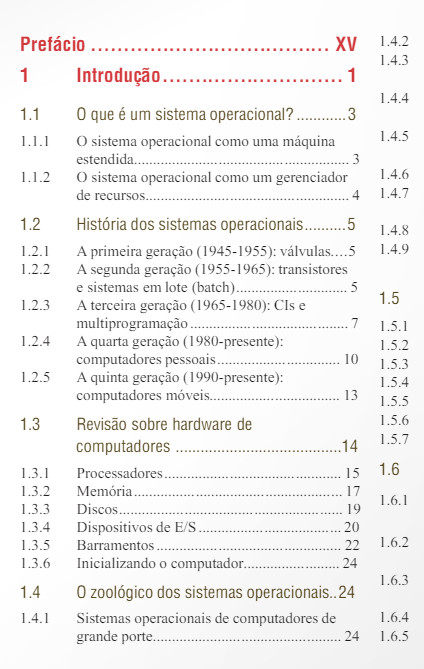 Prefácio .................................... XV
1 Introdução............................ 1
1.1 O que é um sistema operacional? ............3
1.1.1 O sistema operacional como uma máquina
estendida.......................................................... 3
1.1.2 O sistema operacional como um gerenciador
de recursos....................................................... 4
1.2 História dos sistemas operacionais..........5
1.2.1 A primeira geração (1945-1955): válvulas....5
1.2.2 A segunda geração (1955-1965): transistores
e sistemas em lote (batch).............................. 5
1.2.3 A terceira geração (1965-1980): CIs e
multiprogramação .......................................... 7
1.2.4 A quarta geração (1980-presente):
computadores pessoais................................. 10
1.2.5 A quinta geração (1990-presente):
computadores móveis................................... 13
1.3 Revisão sobre hardware de
computadores .......................................14
1.3.1 Processadores................................................ 15
1.3.2 Memória........................................................ 17
1.3.3 Discos............................................................ 19
1.3.4 Dispositivos de E/S...................................... 20
1.3.5 Barramentos.................................................. 22
1.3.6 Inicializando o computador.......................... 24
1.4 O zoológico dos sistemas operacionais..24
1.4.1 Sistemas operacionais de computadores de
grande porte................................................... 24
1.4.2
1.4.3
1.4.4
1.4.5
1.4.6
1.4.7
1.4.8
1.4.9
1.5
1.5.1
1.5.2
1.5.3
1.5.4
1.5.5
1.5.6
1.5.7
1.6
1.6.1
1.6.2
1.6.3
1.6.4
1.6.5